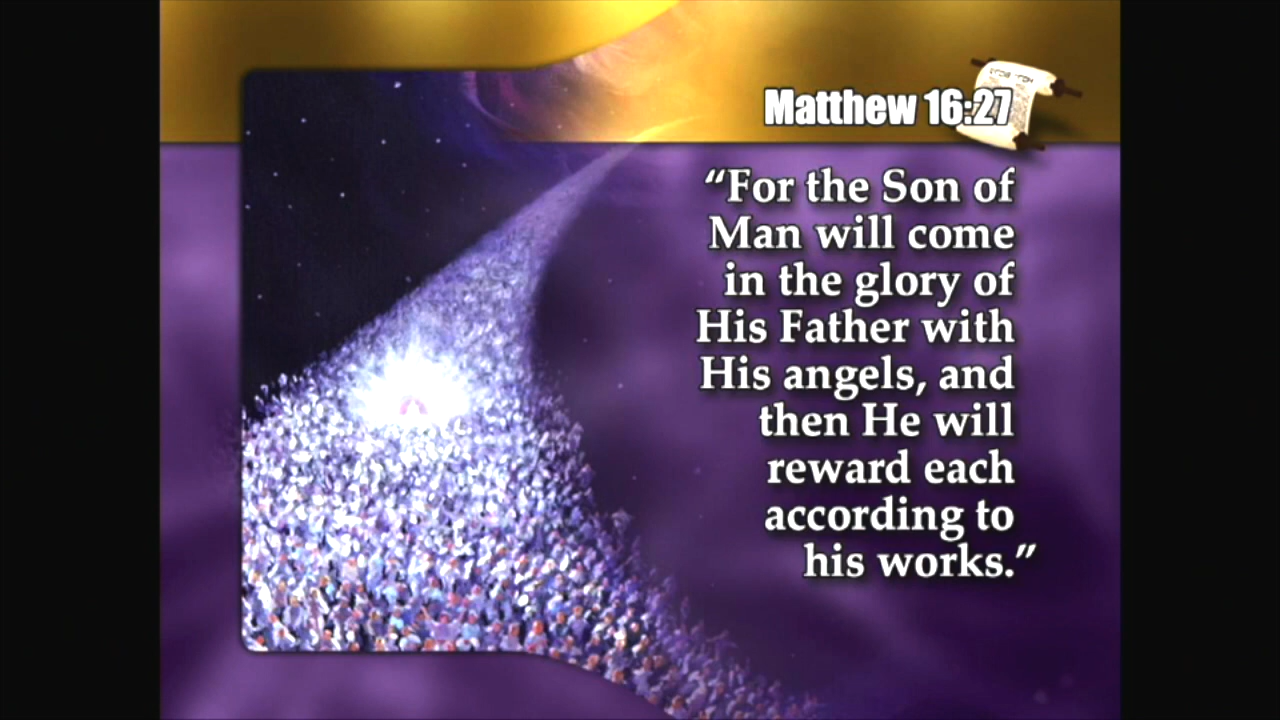 Matthew 16:27
“For the Son of
Man will come
in the glory of
His Father with
His angels, and
then He will
reward each
according to
his works.”